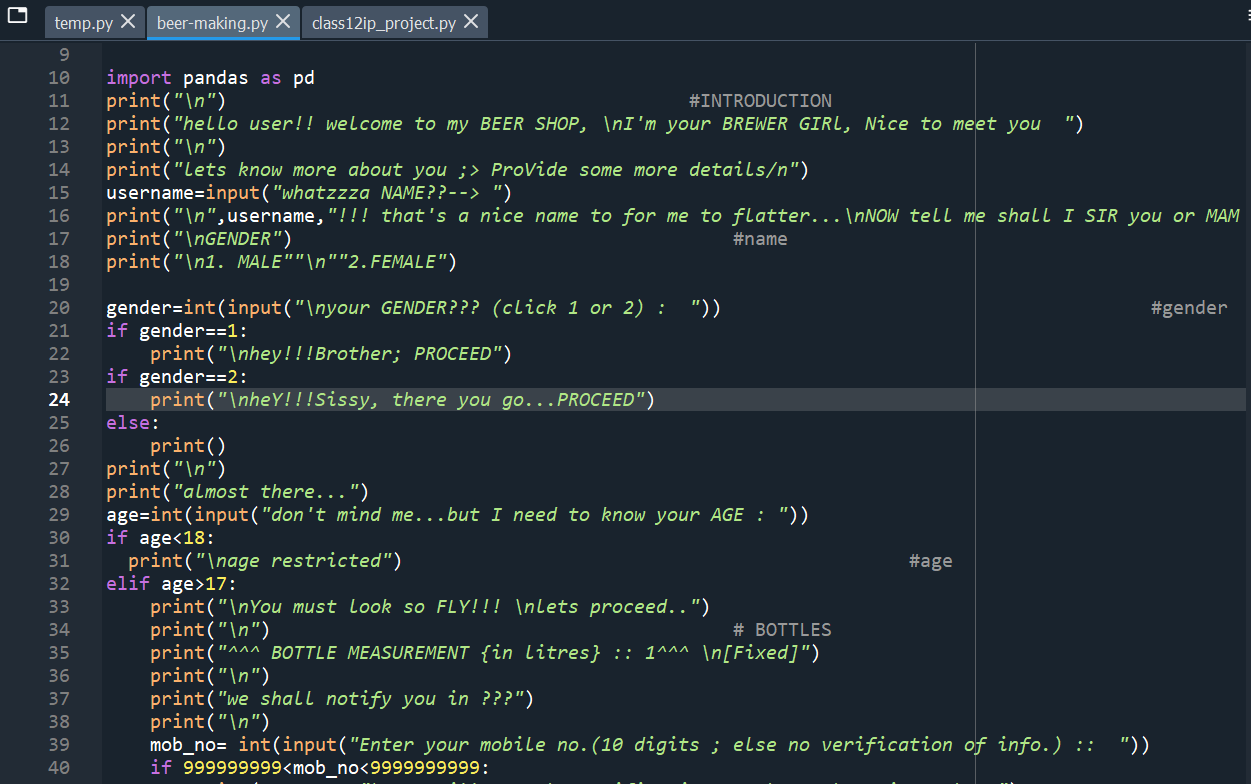 temp.py beer-making.py class12ip_project.py
9
10 import pandas as pd
11 print("\n") #INTRODUCTION
12 print("hello user!! welcome to my BEER SHOP, \nI'm your BREWER GIRl, Nice to meet you  ")
13 print("\n")
14 print("lets know more about you ;> ProVide some more details/n")
15 username=input("whatzzza NAME??--> ")
16 print("\n",username,"!!! that's a nice name to for me to flatter...\nNOW tell me shall I SIR you or MAM
17 print("\nGENDER") #name
18 print("\n1. MALE""\n""2.FEMALE")
19
20 gender=int(input("\nyour GENDER??? (click 1 or 2) :  ")) #gender
21 if gender==1:
22     print("\nhey!!!Brother; PROCEED")
23 if gender==2:
24     print("\nheY!!!Sissy, there you go...PROCEED")
25 else:
26     print()
27 print("\n")
28 print("almost there...")
29 age=int(input("don't mind me...but I need to know your AGE : "))
30 if age<18:
31   print("\nage restricted") #age
32 elif age>17:
33     print("\nYou must look so FLY!!! \nlets proceed..")
34     print("\n") # BOTTLES
35     print("^^^ BOTTLE MEASUREMENT {in litres} :: 1^^^ \n[Fixed]")
36     print("\n")
37     print("we shall notify you in ???")
38     print("\n")
39     mob_no= int(input("Enter your mobile no.(10 digits ; else no verification of info.) ::  "))
40     if 999999999<mob_no<9999999999: